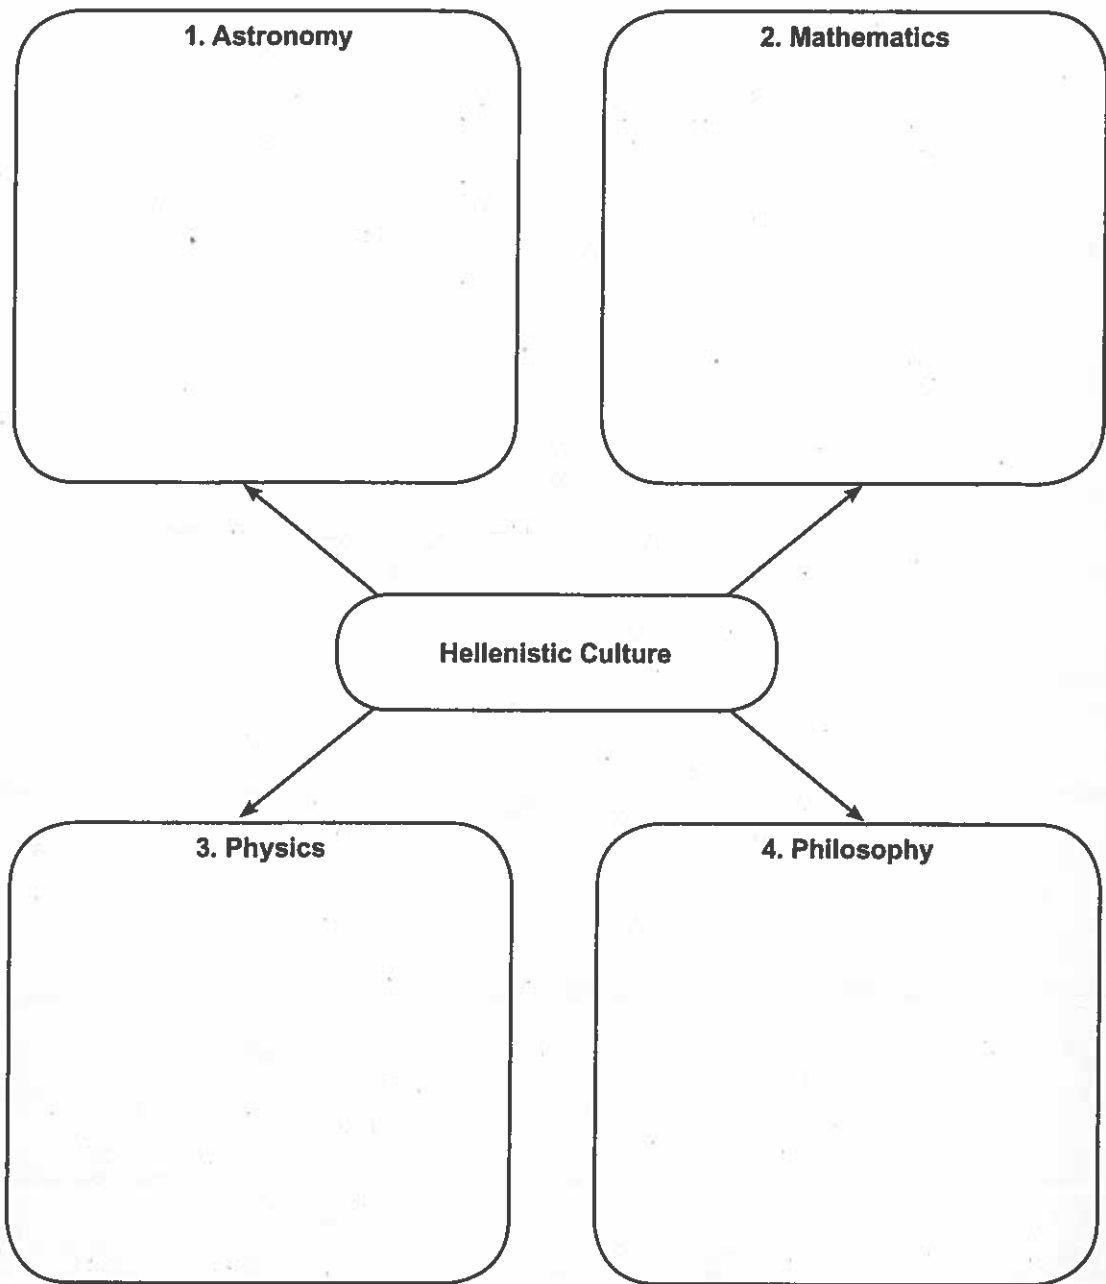 1. Astronomy
2. Mathematics
Hellenistic Culture
3. Physics
4. Philosophy